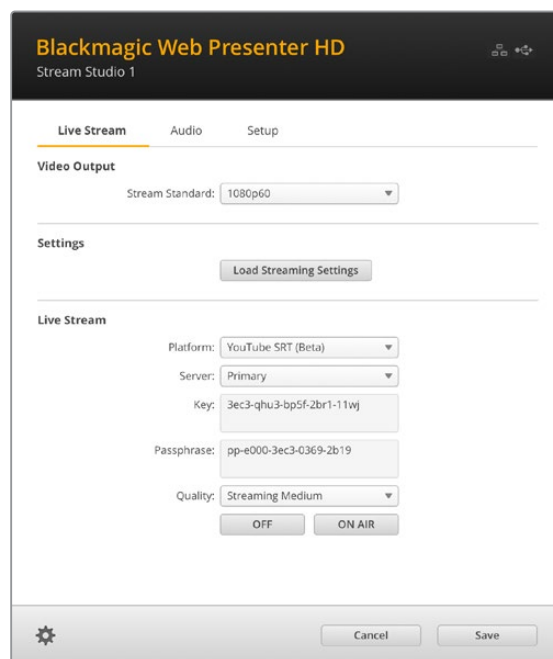 Blackmagic Web Presenter HD
Stream Studio 1
Live Stream Audio Setup
Video Output
Stream Standard: 1080p60
Settings
Load Streaming Settings
Live Stream
Platform: YouTube SRT (Beta)
Server: Primary
Key: 3ec3-qhu3-bp5f-2br1-11wj
Passphrase: pp-e000-3ec3-0369-2b19
Quality: Streaming Medium
OFF ON AIR
Cancel Save